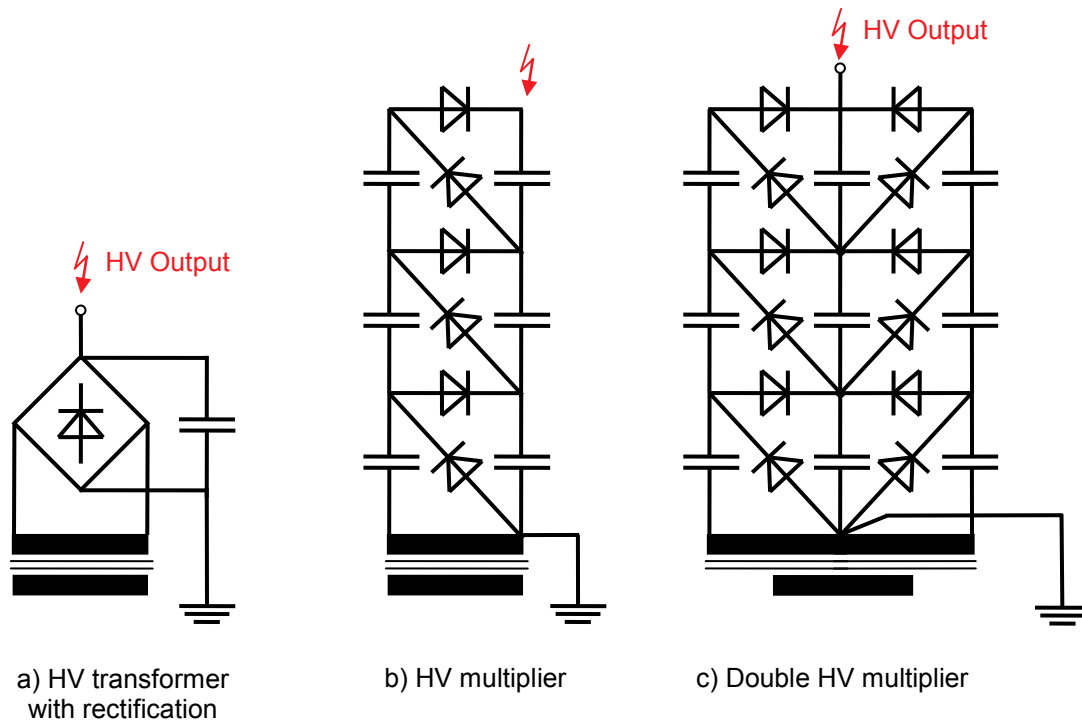 HV Output
HV Output
a) HV transformer
with rectification
b) HV multiplier
c) Double HV multiplier